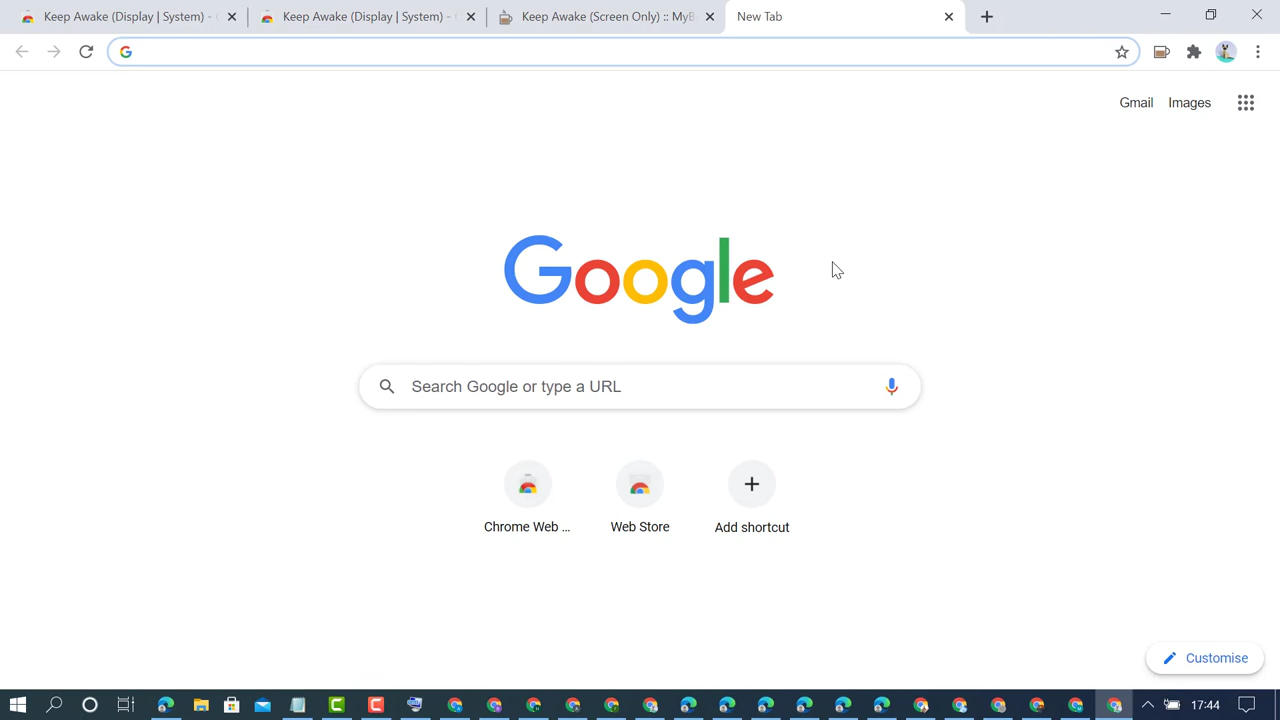 Keep Awake (Display | System) -
Keep Awake (Display | System) -
Keep Awake (Screen Only) :: MyB
New Tab
Gmail
Images
Google
Search Google or type a URL
Chrome Web ...
Web Store
Add shortcut
Customise
17:44